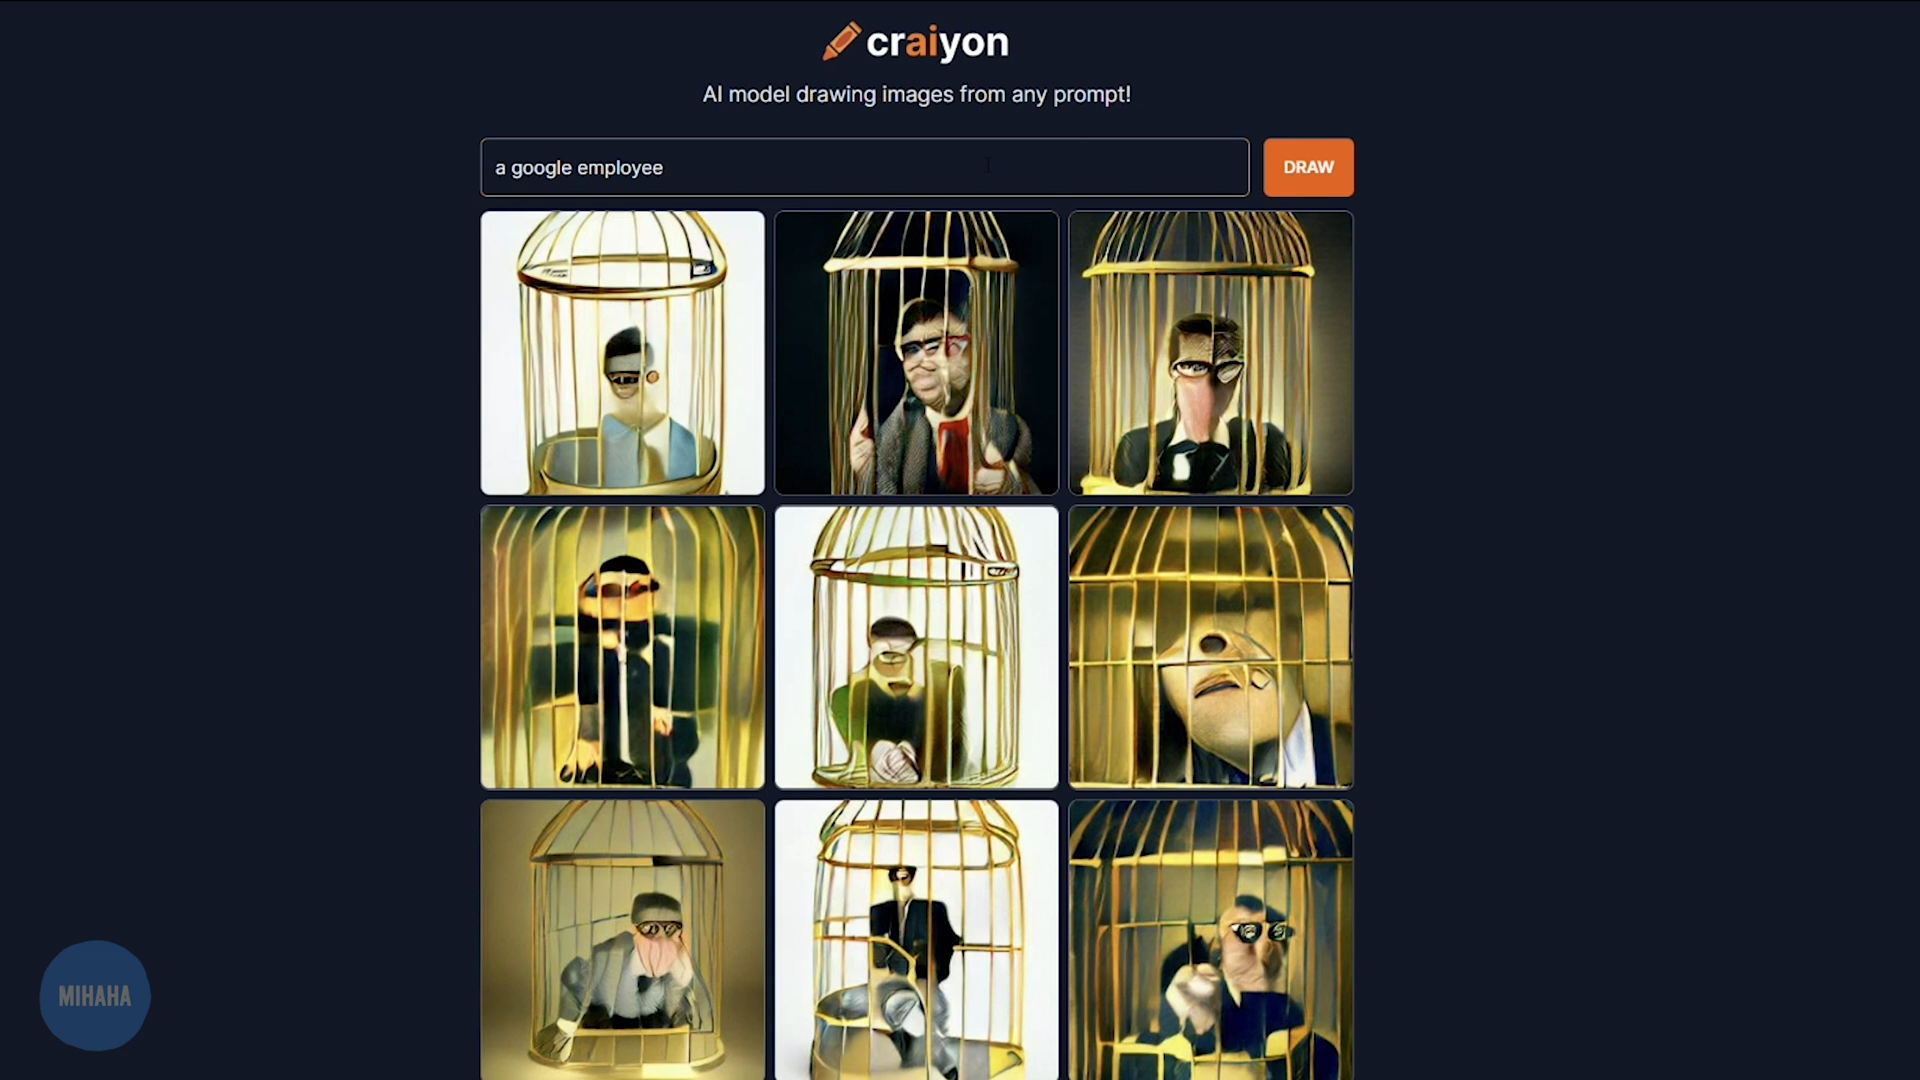 craiyon
AI model drawing images from any prompt!
a google employee
DRAW
MIHAHA